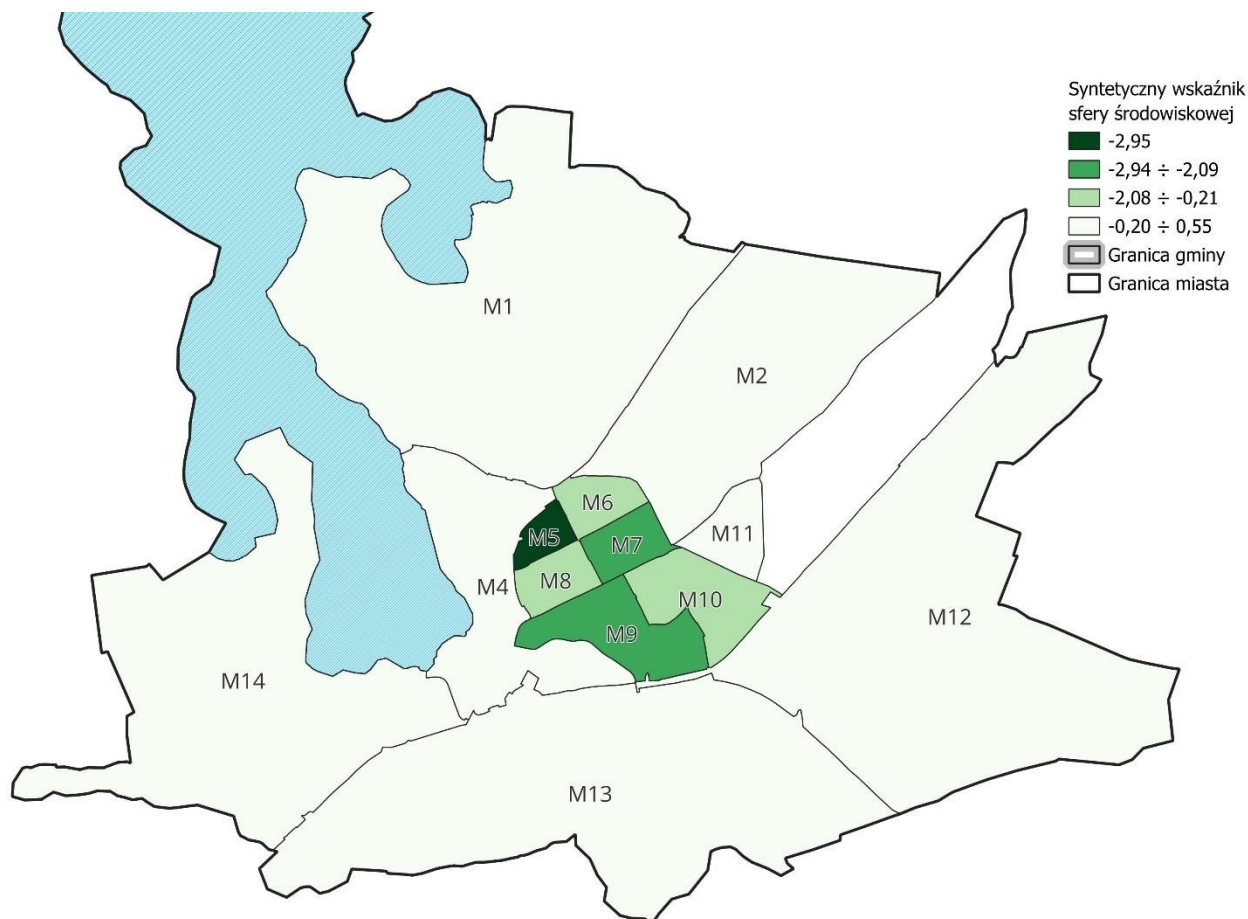 Syntetyczny wskaźnik
sfery środowiskowej
-2,95
-2,94 ÷ -2,09
-2,08 ÷ -0,21
-0,20 ÷ 0,55
Granica gminy
Granica miasta
M1
M2
M6
M5
M7
M11
M8
M4
M10
M12
M9
M14
M13